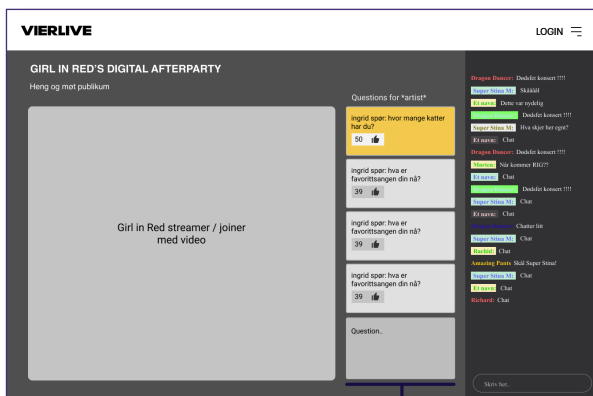 VIERLIVE
LOGIN
GIRL IN RED'S DIGITAL AFTERPARTY
Heng og møt publikum
Girl in Red streamer / joiner
med video
Questions for *artist*
ingrid spør: hvor mange katter
har du?
50
ingrid spør: hva er
favorittsangen din nå?
39
ingrid spør: hva er
favorittsangen din nå?
39
ingrid spør: hva er
favorittsangen din nå?
39
Question..
Dragon Dancer: Dødsfet konsert !!!!
Super Stina M: Skåååål
Et navn: Dette var nydelig
Dødsfet konsert !!!!
Super Stina M: Hva skjer her egnt?
Et navn: Chat
Dragon Dancer: Dødsfet konsert !!!!
Morten: Når kommer RIG??
Et navn: Chat
Dødsfet konsert !!!!
Super Stina M: Chat
Et navn: Chat
Chatter litt
Super Stina M: Chat
Rachid: Chat
Amazing Pants Skål Super Stina!
Super Stina M: Chat
Et navn: Chat
Richard: Chat
Skriv her..